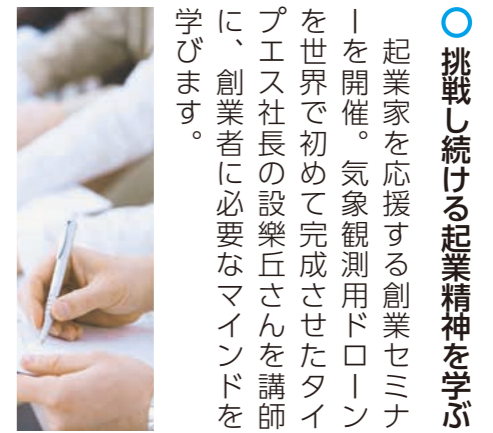 〇 挑戦し続ける起業精神を学ぶ
起業家を応援する創業セミナ
ーを開催。気象観測用ドローン
を世界で初めて完成させたタイ
プエス社長の設樂丘さんを講師
に、創業者に必要なマインドを
学びます。